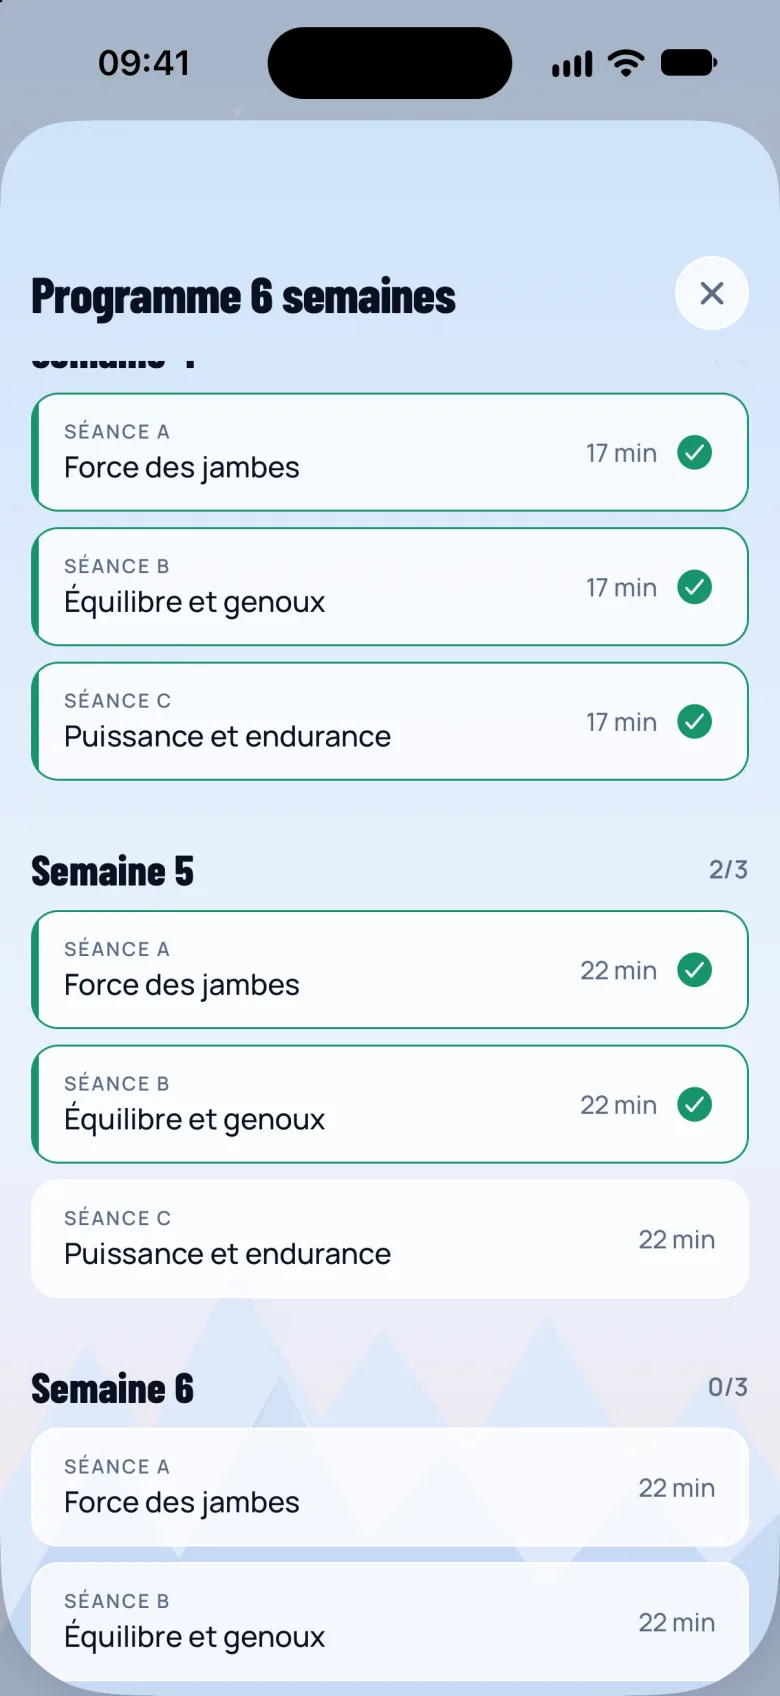 09:41
Programme 6 semaines
SÉANCE A
Force des jambes
17 min
SÉANCE B
Équilibre et genoux
17 min
SÉANCE C
Puissance et endurance
17 min
Semaine 5
2/3
SÉANCE A
Force des jambes
22 min
SÉANCE B
Équilibre et genoux
22 min
SÉANCE C
Puissance et endurance
22 min
Semaine 6
0/3
SÉANCE A
Force des jambes
22 min
SÉANCE B
Équilibre et genoux
22 min